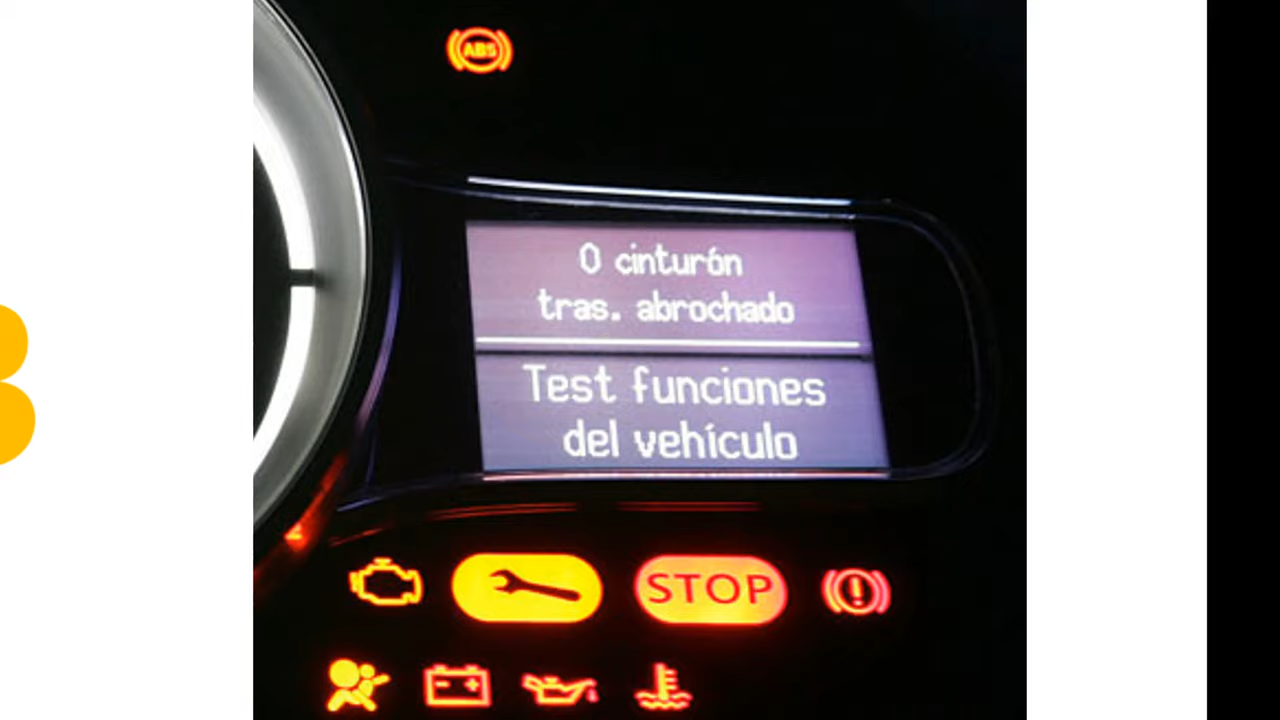 ABS
0 cinturón
tras. abrochado
Test funciones
del vehículo
STOP